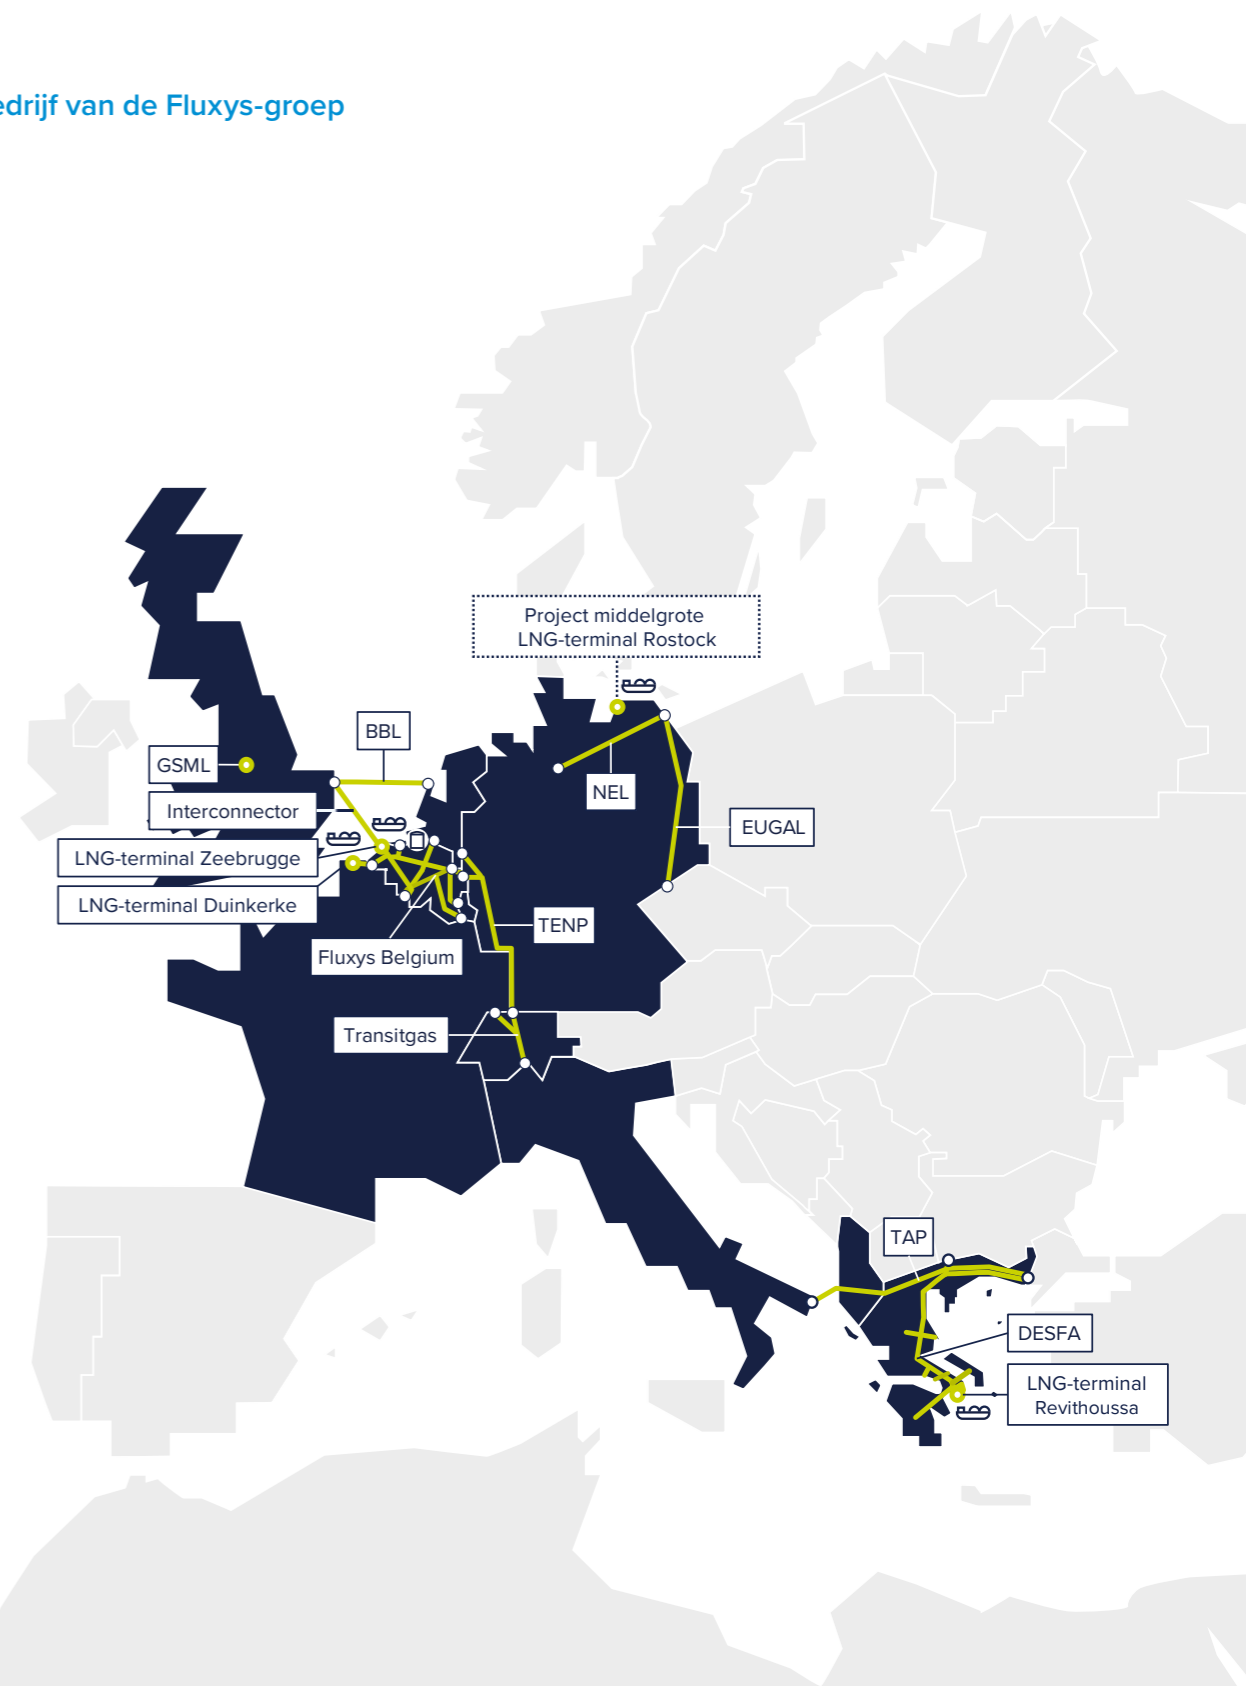 edrijf van de Fluxys-groep
Project middelgrote
LNG-terminal Rostock
BBL
GSML
NEL
Interconnector
EUGAL
LNG-terminal Zeebrugge
LNG-terminal Duinkerke
TENP
Fluxys Belgium
Transitgas
TAP
DESFA
LNG-terminal
Revithoussa